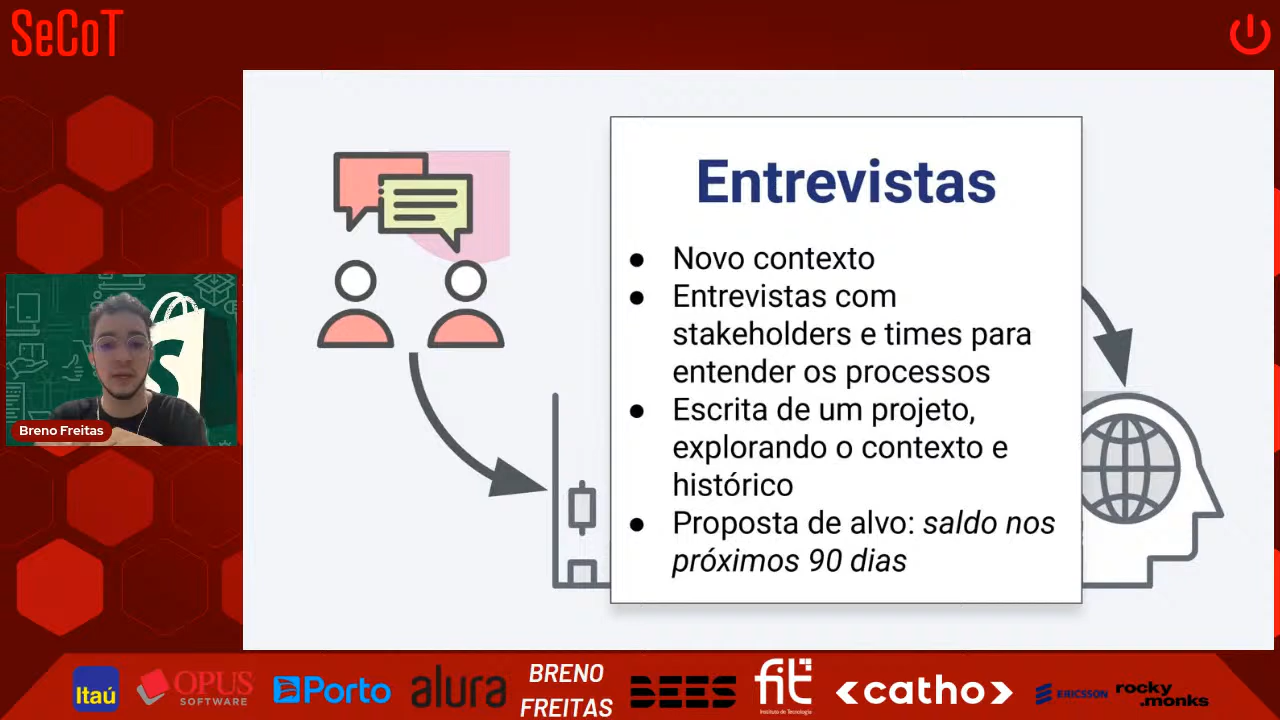 SeCoT
Entrevistas
● Novo contexto
● Entrevistas com
stakeholders e times para
entender os processos
● Escrita de um projeto,
explorando o contexto e
histórico
● Proposta de alvo: saldo nos
próximos 90 dias
S
Breno Freitas
Itaú
OPUS
SOFTWARE
Porto
alura
BRENO
FREITAS
BEES
fit
Instituto de Tecnologia
catho
ERICSSON
rocky
.monks